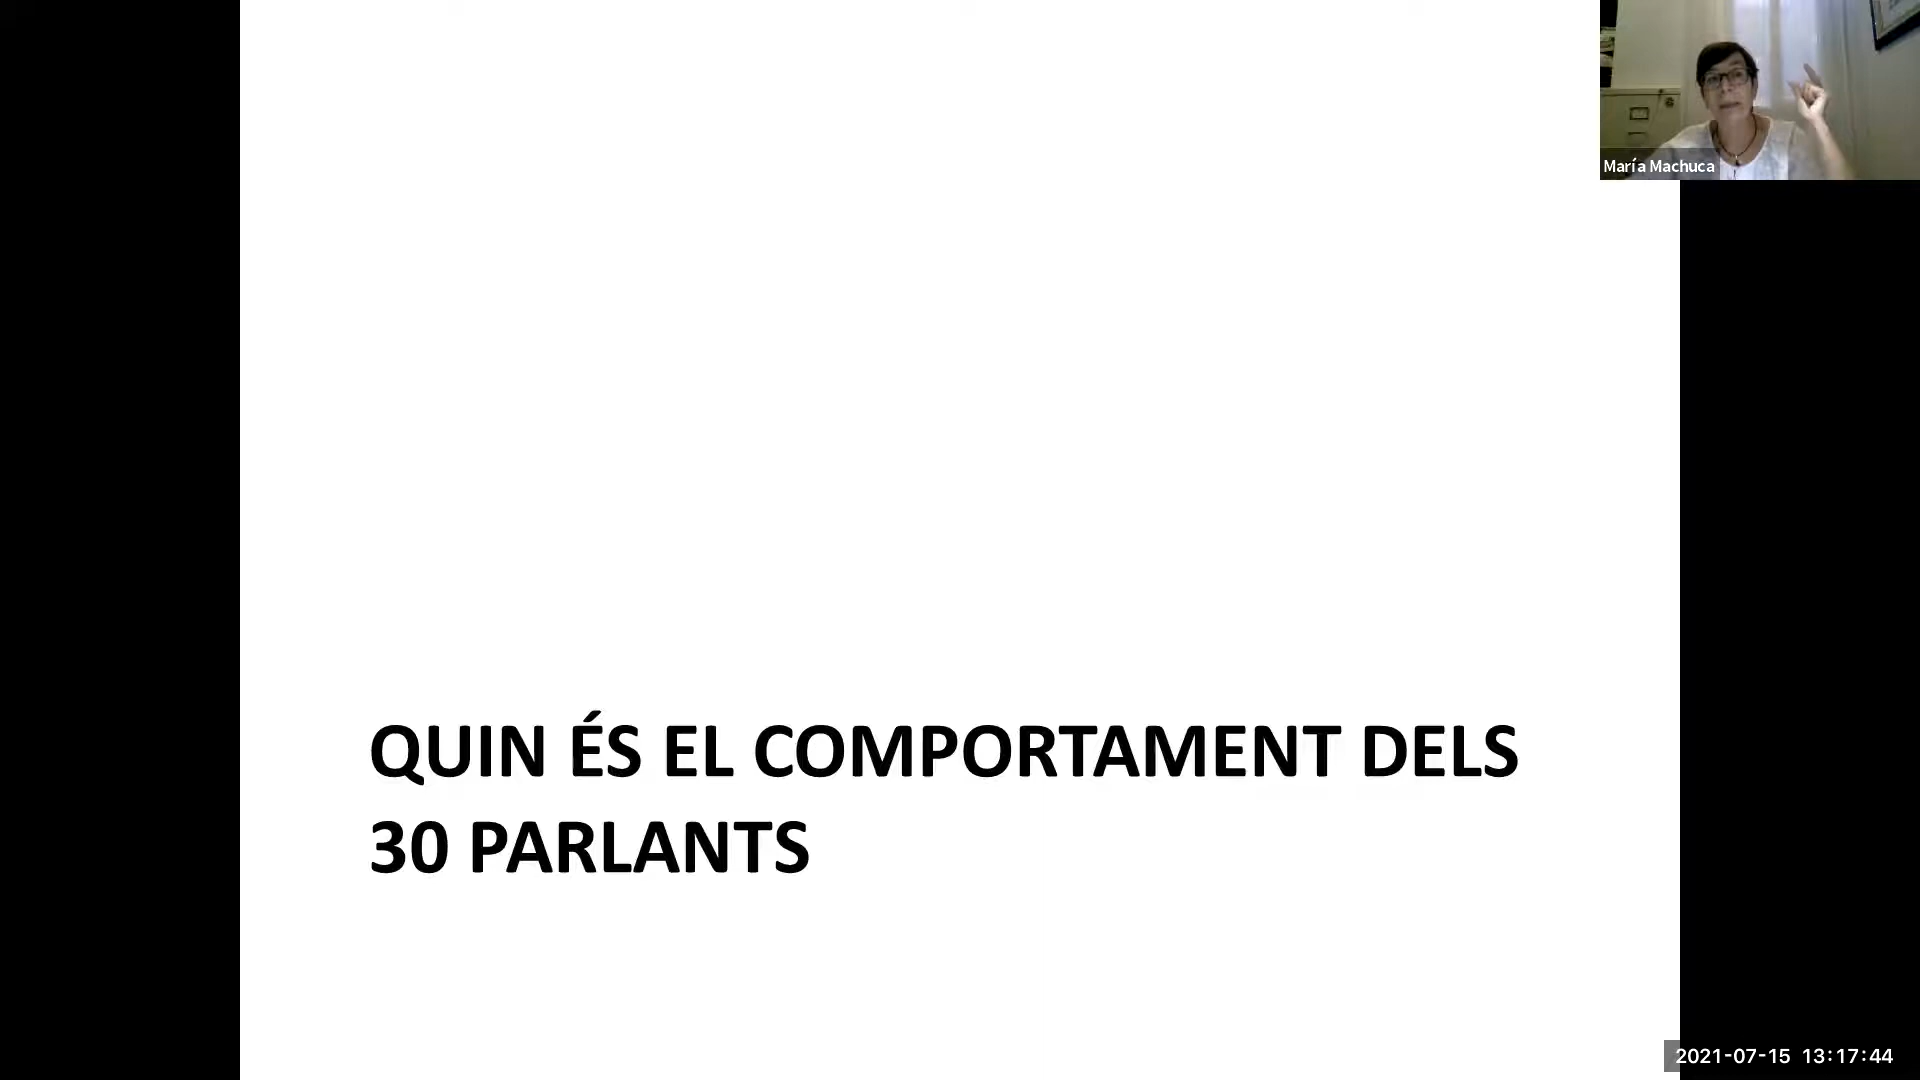 María Machuca
QUIN ÉS EL COMPORTAMENT DELS
30 PARLANTS
2021-07-15 13:17:44